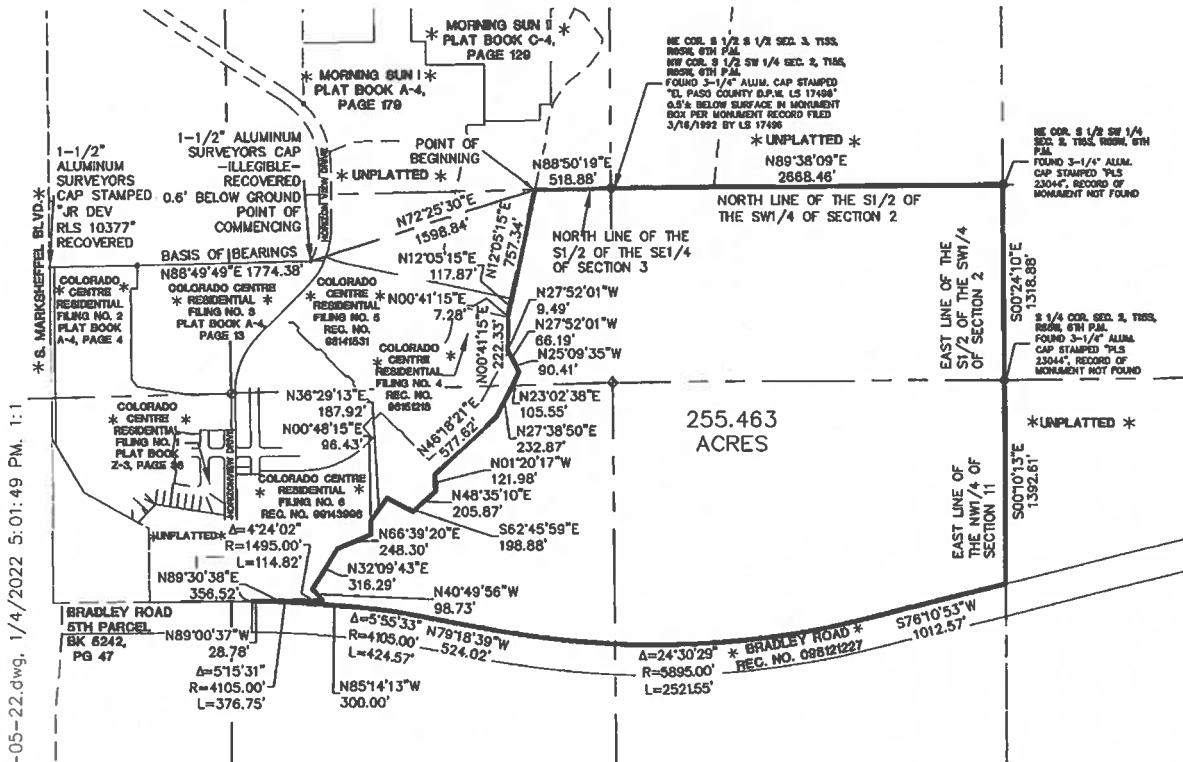 * MORNING SUN II *
PLAT BOOK C-4,
PAGE 129
* MORNING SUN I *
PLAT BOOK A-4,
PAGE 179
NE COR. S 1/2 S 1/2 SEC. 3, T15S,
R65W, 6TH P.M.
NW COR. S 1/2 SW 1/4 SEC. 2, T15S,
R65W, 6TH P.M.
FOUND 3-1/4" ALUM. CAP STAMPED
"EL PASO COUNTY D.P.W. LS 17496"
0.5'± BELOW SURFACE IN MONUMENT
BOX PER MONUMENT RECORD FILED
3/16/1992 BY LS 17496
* UNPLATTED *
NE COR. S 1/2 SW 1/4
SEC. 2, T15S, R65W, 6TH
P.M.
FOUND 3-1/4" ALUM.
CAP STAMPED "PLS
23044", RECORD OF
MONUMENT NOT FOUND
1-1/2"
ALUMINUM
SURVEYORS
CAP STAMPED
"JR DEV
RLS 10377"
RECOVERED
1-1/2" ALUMINUM
SURVEYORS CAP
-ILLEGIBLE-
RECOVERED
0.6' BELOW GROUND
POINT OF
COMMENCING
POINT OF
BEGINNING
* UNPLATTED *
N88°50'19"E
518.88'
N89°38'09"E
2668.46'
NORTH LINE OF THE S1/2 OF
THE SW1/4 OF SECTION 2
NORTH LINE OF THE
S1/2 OF THE SE1/4
OF SECTION 3
N72°25'30"E
1598.84'
BASIS OF BEARINGS
N88°49'49"E 1774.38'
*S. MARKSHEFFEL BLVD.*
N12°05'15"E
757.34'
N12°05'15"E
117.87'
N00°41'15"E
7.28'
N00°41'15"E
222.33'
N27°52'01"W
9.49'
N27°52'01"W
66.19'
N25°09'35"W
90.41'
N23°02'38"E
105.55'
N27°38'50"E
232.87'
N46°18'21"E
577.62'
N01°20'17"W
121.98'
N48°35'10"E
205.87'
S62°45'59"E
198.88'
N36°29'13"E
187.92'
N00°48'15"E
96.43'
N66°39'20"E
248.30'
N32°09'43"E
316.29'
N40°49'56"W
98.73'
COLORADO
* CENTRE *
RESIDENTIAL
FILING NO. 2
PLAT BOOK
A-4, PAGE 4
COLORADO CENTRE
* RESIDENTIAL *
FILING NO. 3
PLAT BOOK A-4,
PAGE 13
COLORADO
CENTRE
* RESIDENTIAL *
FILING NO. 5
REC. NO.
98141531
COLORADO
CENTRE
* RESIDENTIAL *
FILING NO. 4
REC. NO.
96151218
COLORADO
* CENTRE *
RESIDENTIAL
FILING NO. 1
PLAT BOOK
Z-3, PAGE 36
COLORADO CENTRE
* RESIDENTIAL *
FILING NO. 6
REC. NO. 99143996
HORIZONVIEW DRIVE
*UNPLATTED*
Δ=4°24'02"
R=1495.00'
L=114.82'
N89°30'38"E
356.52'
BRADLEY ROAD
5TH PARCEL
BK 5242,
PG 47
N89°00'37"W
28.78'
Δ=5°15'31"
R=4105.00'
L=376.75'
N85°14'13"W
300.00'
Δ=5°55'33"
R=4105.00'
L=424.57'
N79°18'39"W
524.02'
Δ=24°30'29"
R=5895.00'
L=2521.55'
* BRADLEY ROAD *
REC. NO. 098121227
S76°10'53"W
1012.57'
255.463
ACRES
EAST LINE OF THE
S1/2 OF THE SW1/4
OF SECTION 2
S00°24'10"E
1318.88'
S 1/4 COR. SEC. 2, T15S,
R65W, 6TH P.M.
FOUND 3-1/4" ALUM.
CAP STAMPED "PLS
23044", RECORD OF
MONUMENT NOT FOUND
*UNPLATTED *
EAST LINE OF
THE NW1/4 OF
SECTION 11
S00°10'13"E
1392.61'
-05-22.dwg, 1/4/2022 5:01:49 PM, 1:1